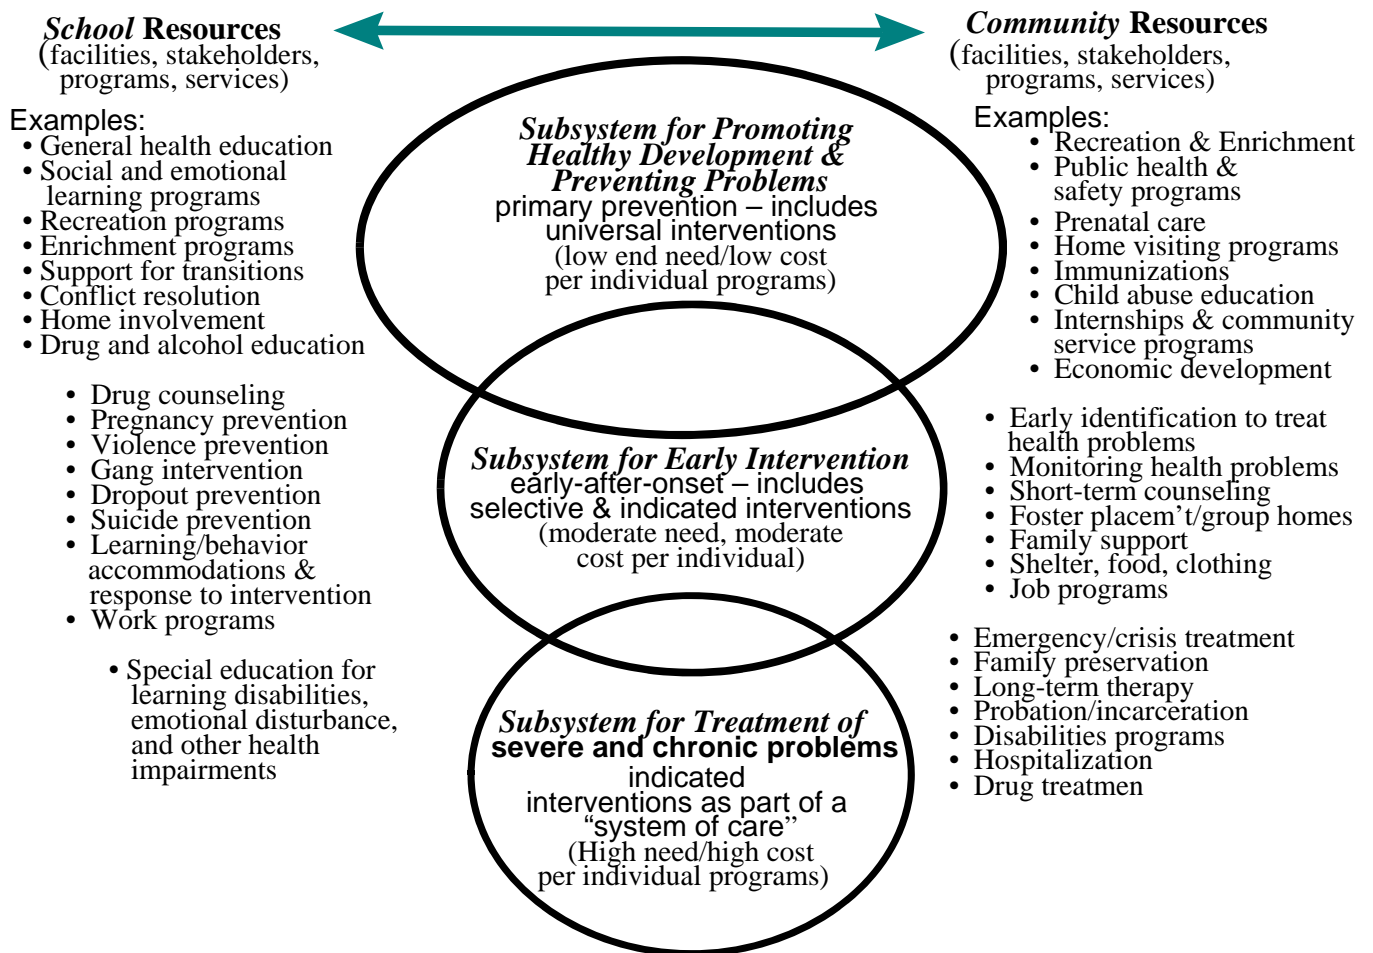 School Resources
(facilities, stakeholders,
programs, services)
Examples:
• General health education
• Social and emotional
learning programs
• Recreation programs
• Enrichment programs
• Support for transitions
• Conflict resolution
• Home involvement
• Drug and alcohol education
• Drug counseling
• Pregnancy prevention
• Violence prevention
• Gang intervention
• Dropout prevention
• Suicide prevention
• Learning/behavior
accommodations &
response to intervention
• Work programs
• Special education for
learning disabilities,
emotional disturbance,
and other health
impairments
Subsystem for Promoting
Healthy Development &
Preventing Problems
primary prevention – includes
universal interventions
(low end need/low cost
per individual programs)
Subsystem for Early Intervention
early-after-onset – includes
selective & indicated interventions
(moderate need, moderate
cost per individual)
Subsystem for Treatment of
severe and chronic problems
indicated
interventions as part of a
“system of care”
(High need/high cost
per individual programs)
Community Resources
(facilities, stakeholders,
programs, services)
Examples:
• Recreation & Enrichment
• Public health &
safety programs
• Prenatal care
• Home visiting programs
• Immunizations
• Child abuse education
• Internships & community
service programs
• Economic development
• Early identification to treat
health problems
• Monitoring health problems
• Short-term counseling
• Foster placem’t/group homes
• Family support
• Shelter, food, clothing
• Job programs
• Emergency/crisis treatment
• Family preservation
• Long-term therapy
• Probation/incarceration
• Disabilities programs
• Hospitalization
• Drug treatmen